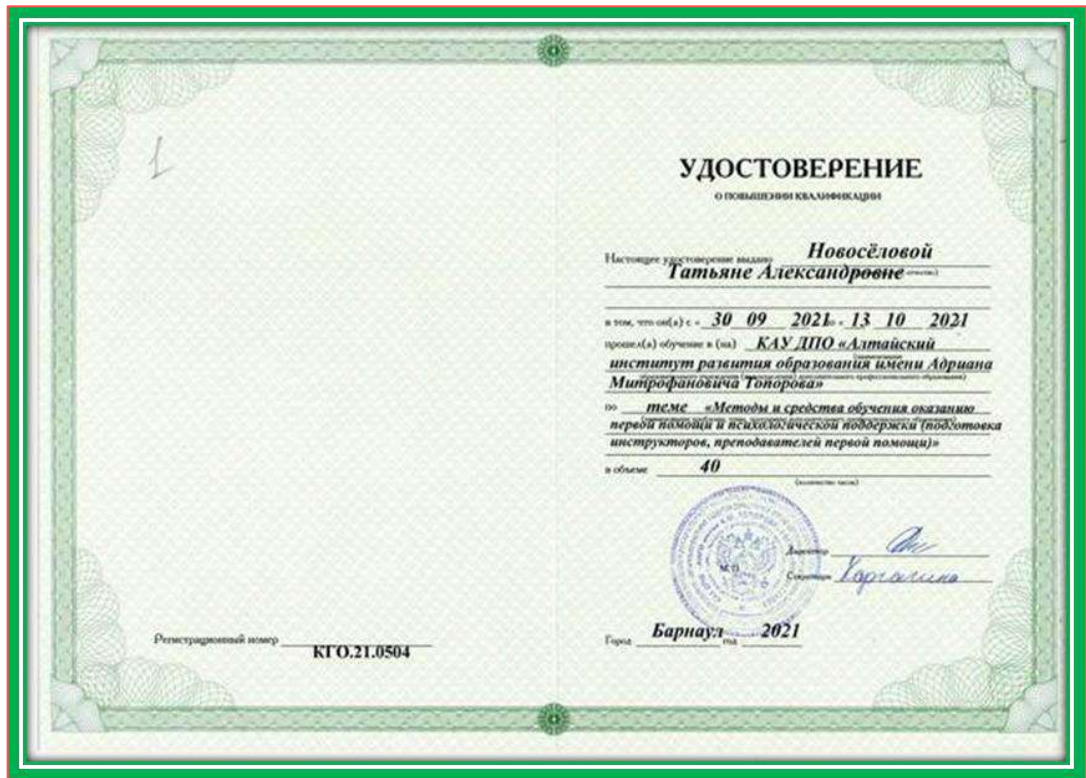 1
УДОСТОВЕРЕНИЕ
О ПОВЫШЕНИИ КВАЛИФИКАЦИИ
Настоящее удостоверение выдано Новосёловой
Татьяне Александровне
отчество)
в том, что он(а) с « 30 09 2021 13 10 2021
прошел(а) обучение в (на) КАУ ДПО «Алтайский
институт развития образования имени Адриана
Митрофановича Топорова»
по теме «Методы и средства обучения оказанию
первой помощи и психологической поддержки (подготовка
инструкторов, преподавателей первой помощи)»
в объеме 40
(количество часов)
М.П.
Директор
Секретарь
Город Барнаул год 2021
Регистрационный номер КГО.21.0504